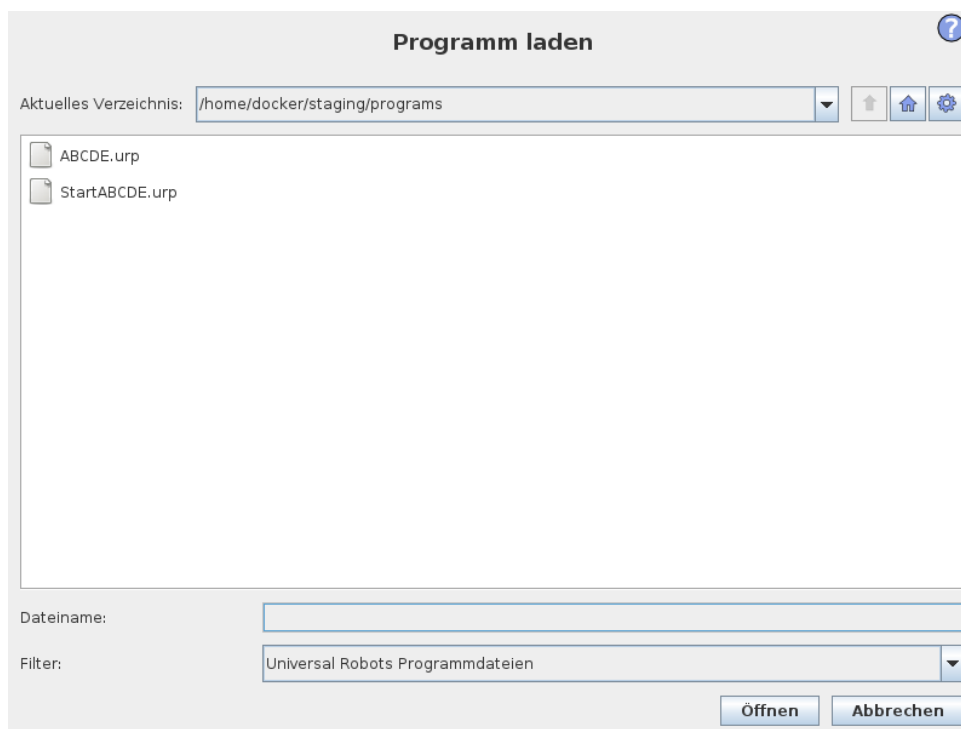 Programm laden
?
Aktuelles Verzeichnis: /home/docker/staging/programs
ABCDE.urp
StartABCDE.urp
Dateiname:
Filter: Universal Robots Programmdateien
Öffnen Abbrechen